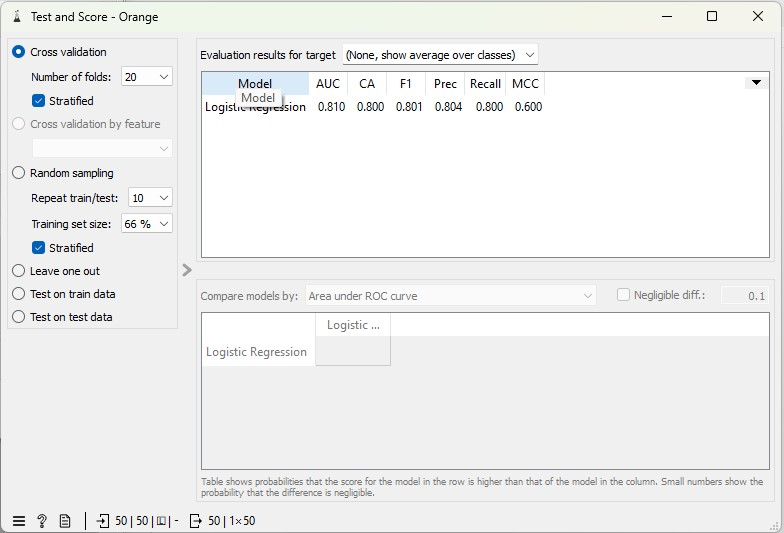 Test and Score - Orange
Cross validation
Number of folds: 20
Stratified
Cross validation by feature
Random sampling
Repeat train/test: 10
Training set size: 66 %
Stratified
Leave one out
Test on train data
Test on test data
Evaluation results for target (None, show average over classes)
Model AUC CA F1 Prec Recall MCC
Model
Logistic Regression 0.810 0.800 0.801 0.804 0.800 0.600
Compare models by: Area under ROC curve Negligible diff.: 0.1
Logistic ...
Logistic Regression
Table shows probabilities that the score for the model in the row is higher than that of the model in the column. Small numbers show the
probability that the difference is negligible.
? 50 | 50 | - 50 | 1×50